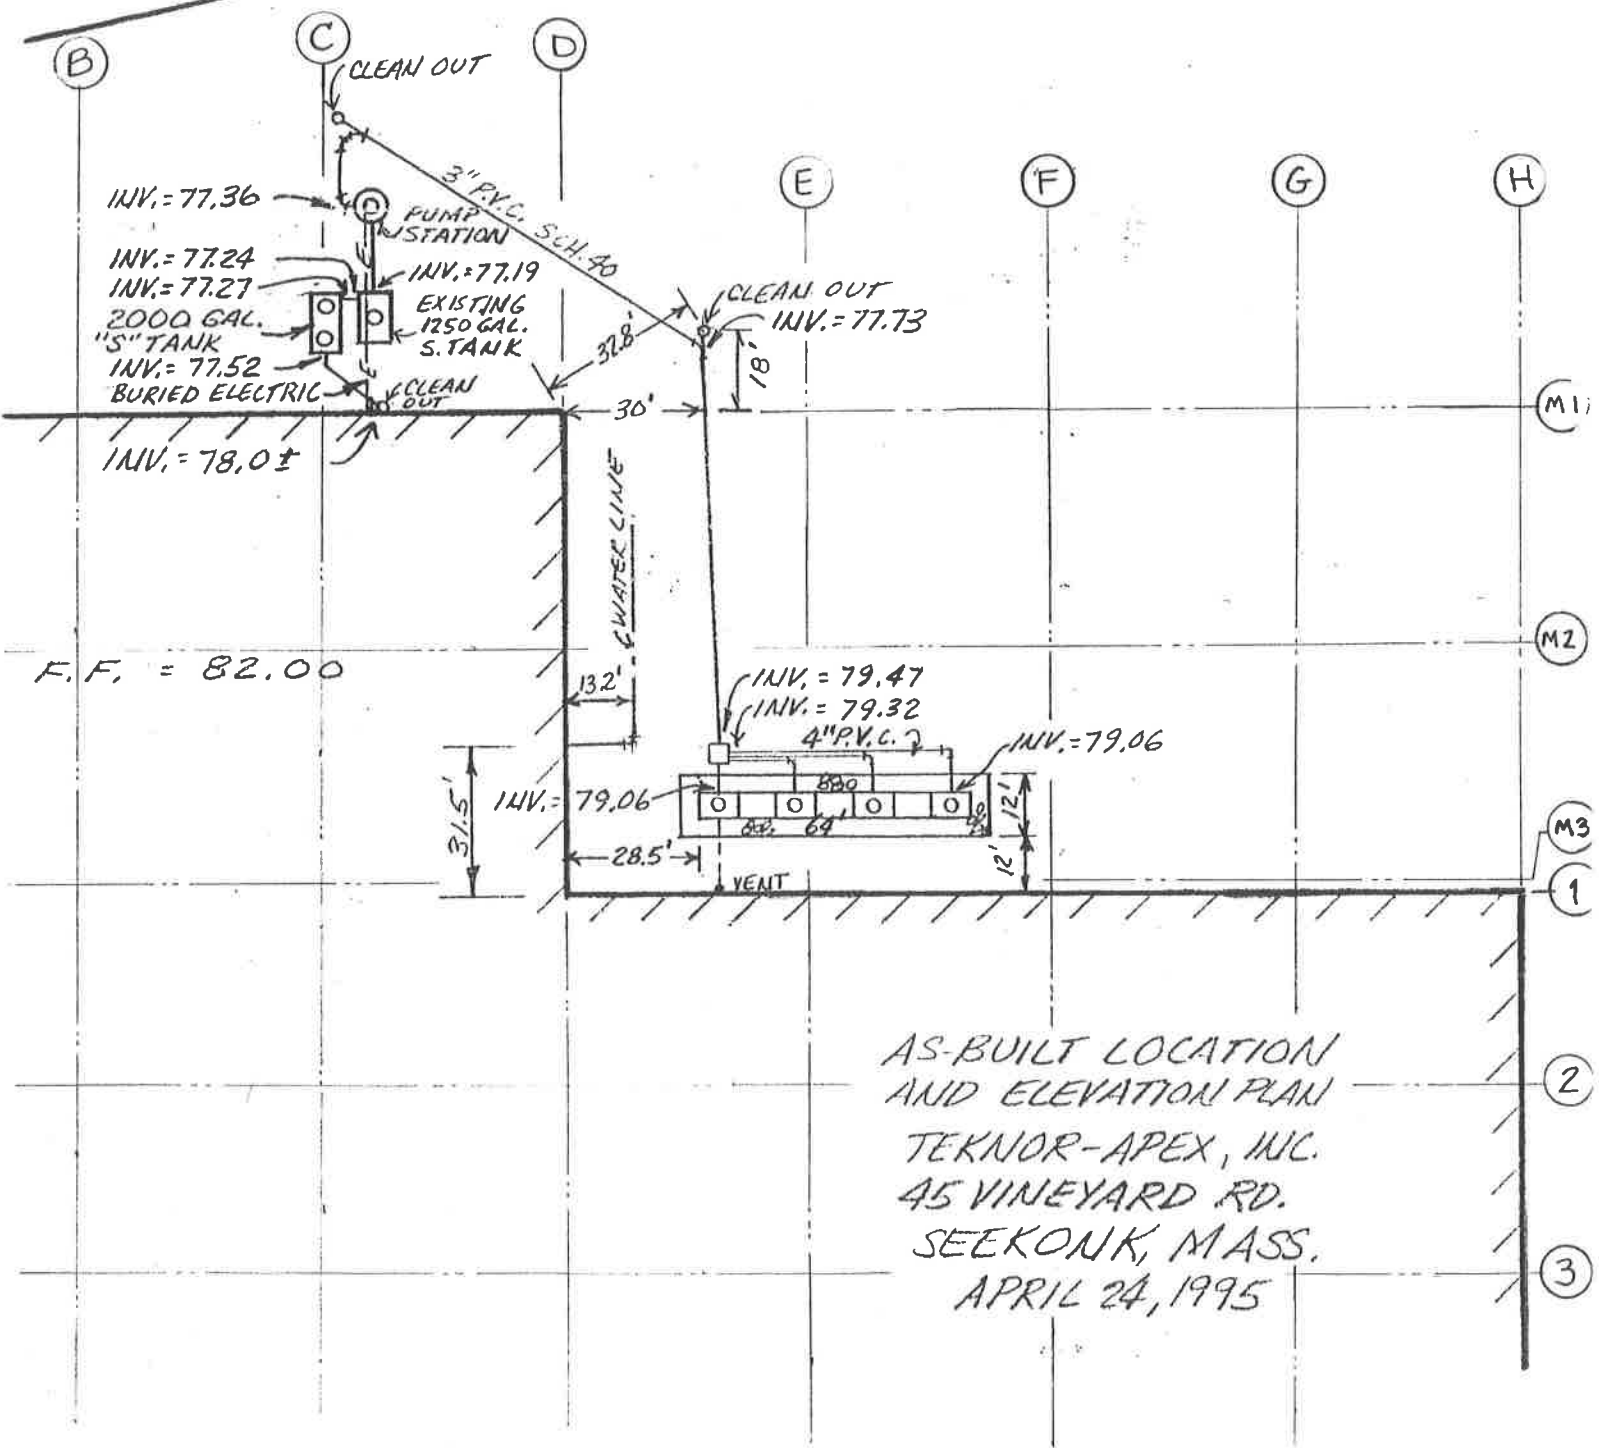 B
C
D
E
F
G
H
CLEAN OUT
3" P.V.C. SCH. 40
INV. = 77.36
PUMP
STATION
INV. = 77.24
INV. = 77.27
2000 GAL.
"S" TANK
INV. = 77.52
BURIED ELECTRIC
INV. = 77.19
EXISTING
1250 GAL.
S. TANK
CLEAN
OUT
INV. = 78.0 ±
CLEAN OUT
INV. = 77.73
37.8'
18'
30'
M1
WATER LINE
M2
F.F. = 82.00
13.2'
INV. = 79.47
INV. = 79.32
4" P.V.C.
INV. = 79.06
INV. = 79.06
31.5'
64'
12'
12'
28.5'
VENT
M3
1
2
3
AS-BUILT LOCATION
AND ELEVATION PLAN
TEKNOR-APEX, INC.
45 VINEYARD RD.
SEEKONK, MASS.
APRIL 24, 1995